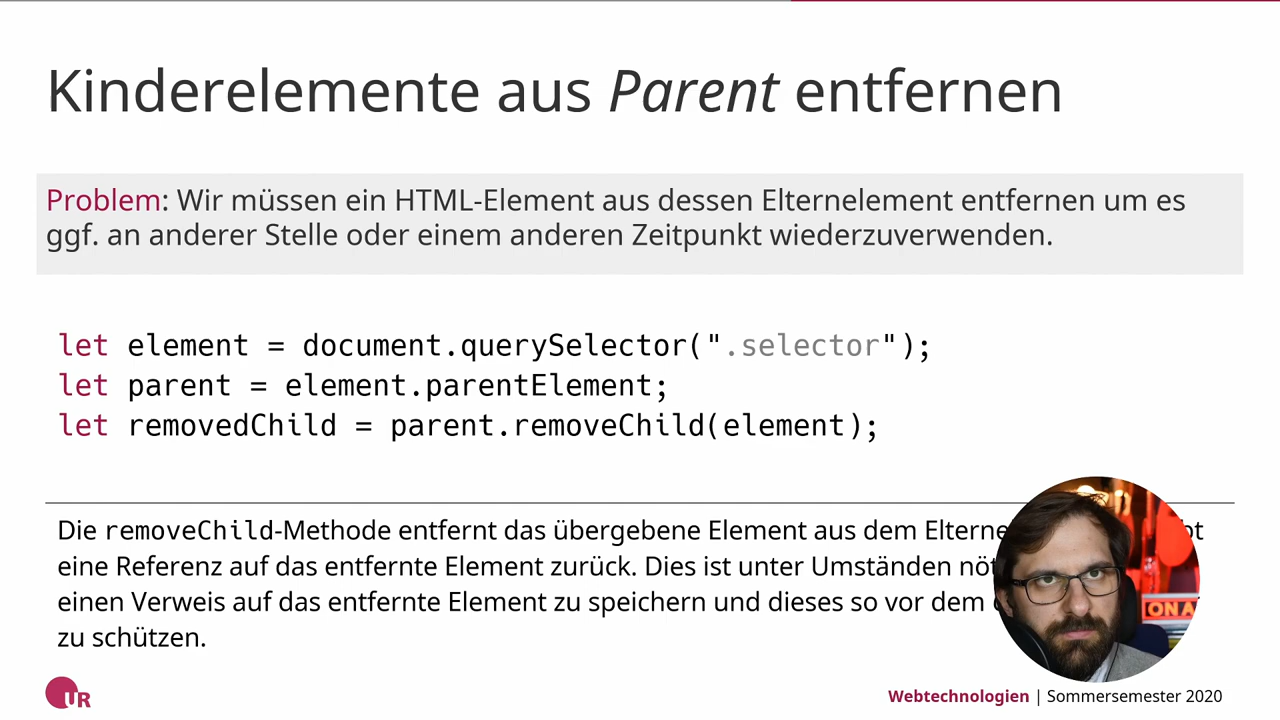 Kinderelemente aus Parent entfernen
Problem: Wir müssen ein HTML-Element aus dessen Elternelement entfernen um es
ggf. an anderer Stelle oder einem anderen Zeitpunkt wiederzuverwenden.
let element = document.querySelector(".selector");
let parent = element.parentElement;
let removedChild = parent.removeChild(element);
Die removeChild-Methode entfernt das übergebene Element aus dem
eine Referenz auf das entfernte Element zurück. Dies ist unter Umständen
einen Verweis auf das entfernte Element zu speichern und dieses so vor dem
zu schützen.
ON A
UR
Webtechnologien | Sommersemester 2020